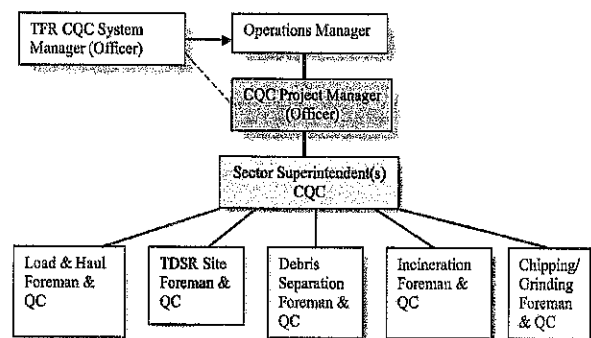 TFR CQC System
Manager (Officer)
Operations Manager
CQC Project Manager
(Officer)
Sector Superintendent(s)
CQC
Load & Haul
Foreman &
QC
TDSR Site
Foreman &
QC
Debris
Separation
Foreman &
QC
Incineration
Foreman &
QC
Chipping/
Grinding
Foreman
& QC